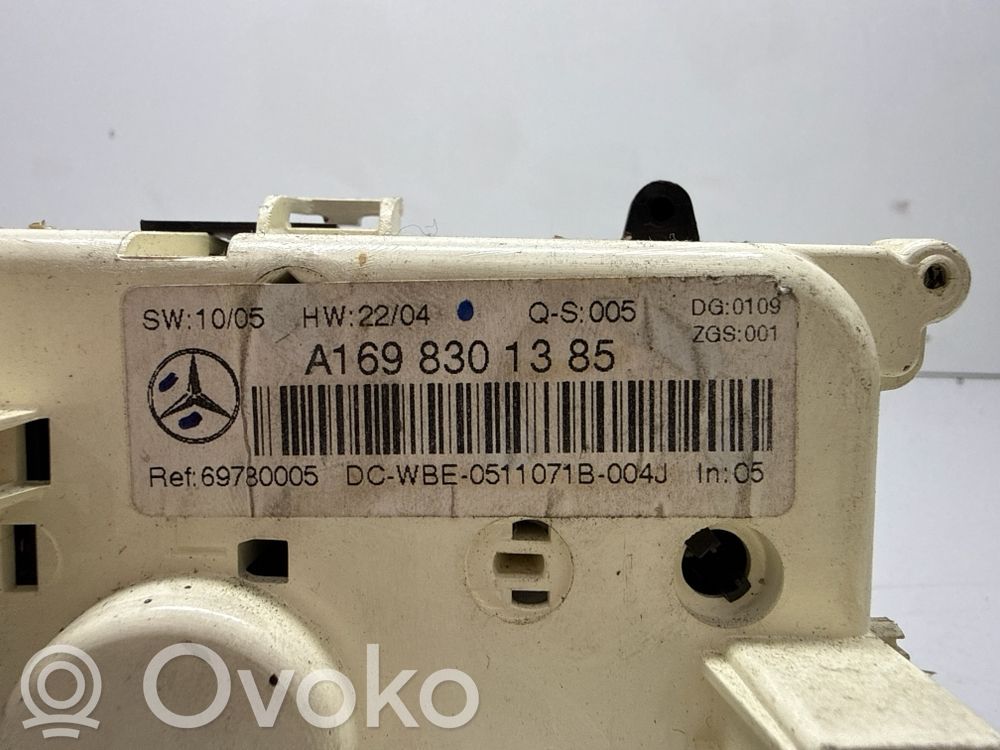 SW:10/05 HW:22/04 Q-S:005 DG:0109
ZGS:001
A169 830 13 85
Ref:69780005 DC-WBE-0511071B-004J In:05
Ovoko